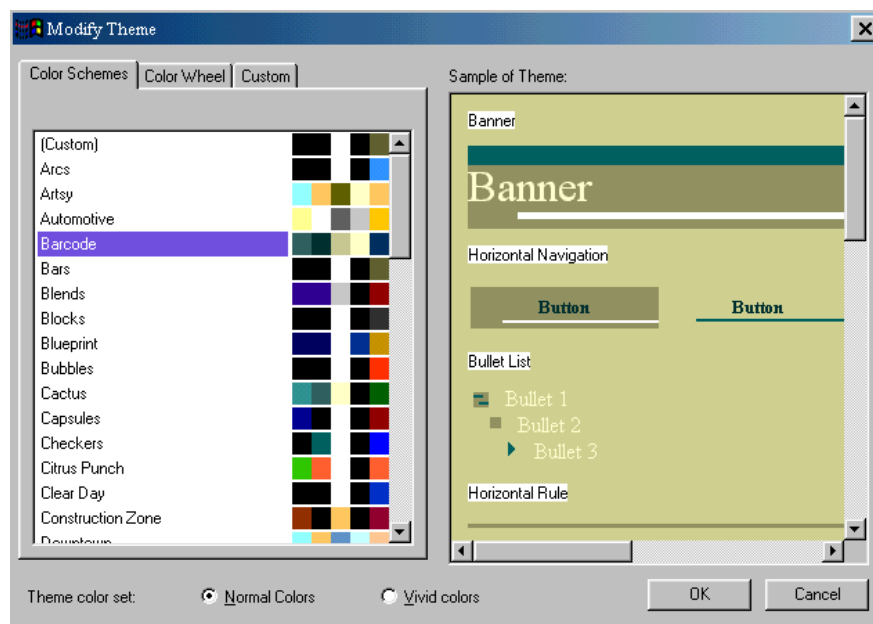 Modify Theme
Color Schemes
Color Wheel
Custom
(Custom)
Arcs
Artsy
Automotive
Barcode
Bars
Blends
Blocks
Blueprint
Bubbles
Cactus
Capsules
Checkers
Citrus Punch
Clear Day
Construction Zone
Downtown
Sample of Theme:
Banner
Banner
Horizontal Navigation
Button
Button
Bullet List
Bullet 1
Bullet 2
Bullet 3
Horizontal Rule
Theme color set:
Normal Colors
Vivid colors
OK
Cancel